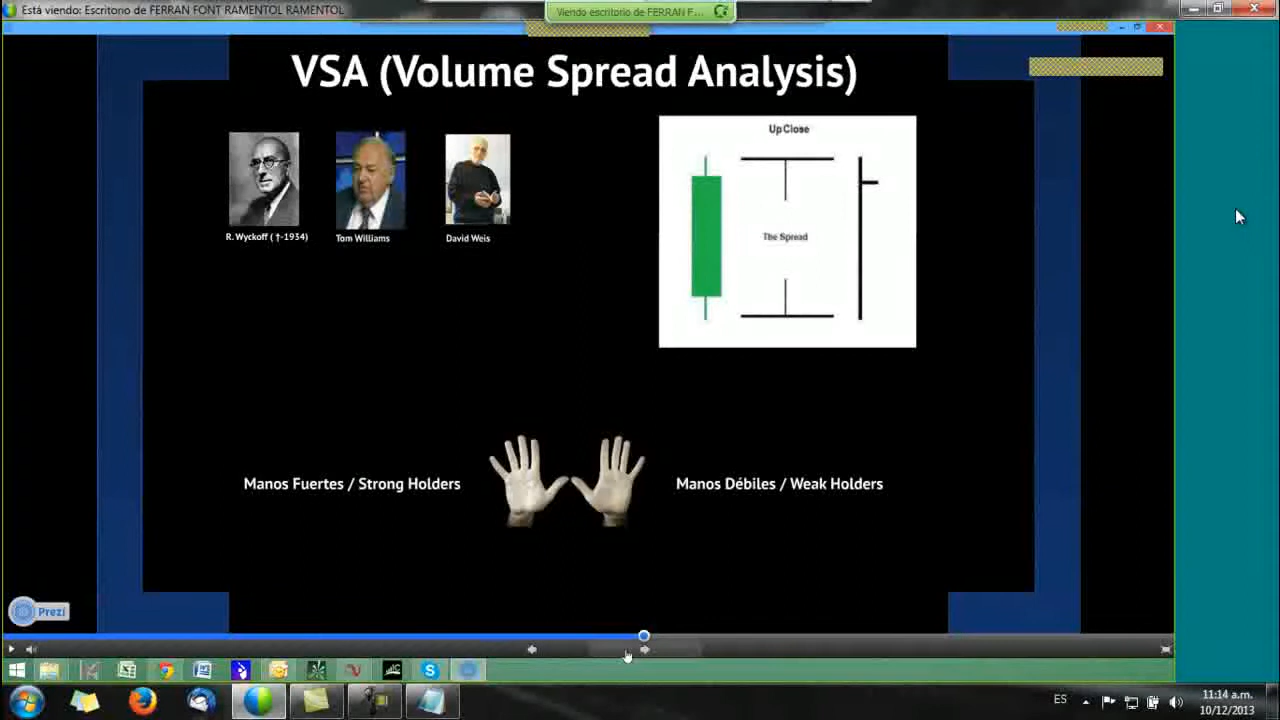 Está viendo: Escritorio de FERRAN FONT RAMENTOL RAMENTOL
Viendo escritorio de FERRAN F...
VSA (Volume Spread Analysis)
R. Wyckoff ( †-1934)
Tom Williams
David Weis
Up Close
The Spread
Manos Fuertes / Strong Holders
Manos Débiles / Weak Holders
Prezi
ES
11:14 a.m.
10/12/2013